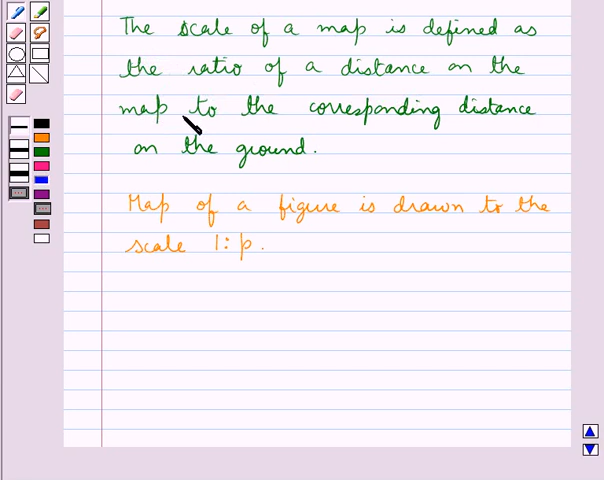 The scale of a map is defined as
the ratio of a distance on the
map to the corresponding distance
on the ground.
Map of a figure is drawn to the
scale 1:p.